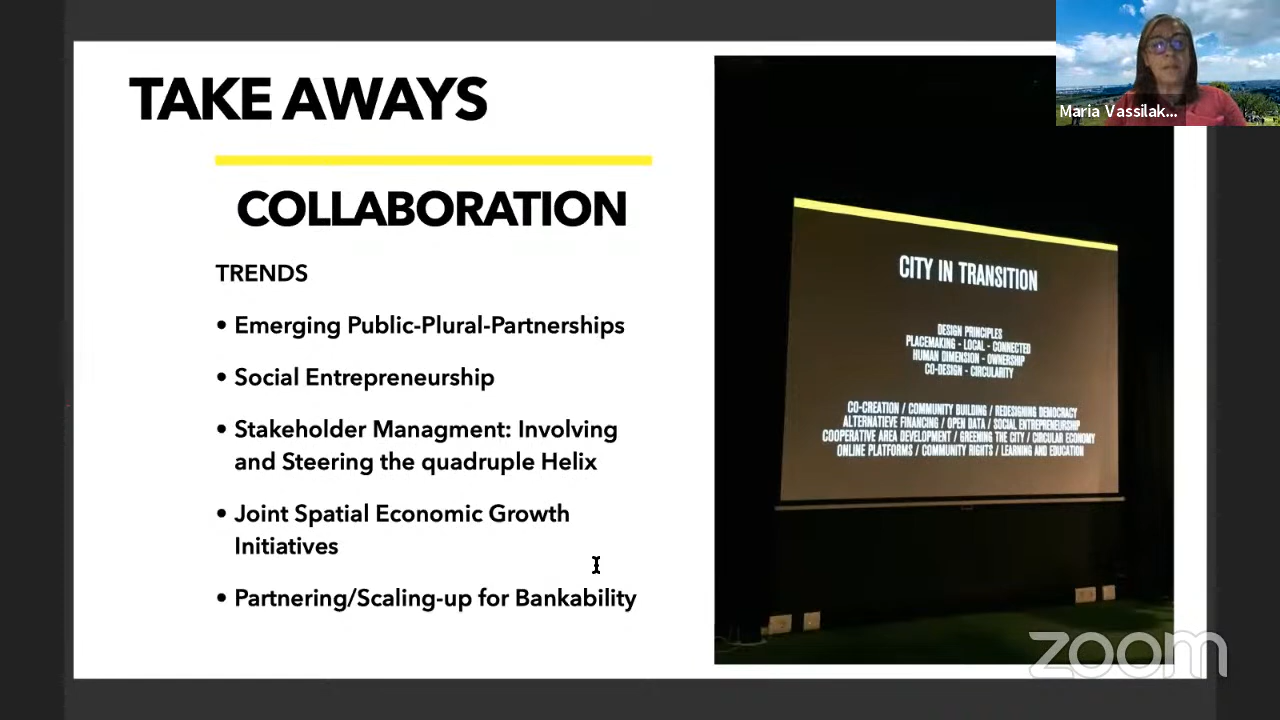 TAKE AWAYS
COLLABORATION
TRENDS
• Emerging Public-Plural-Partnerships
• Social Entrepreneurship
• Stakeholder Managment: Involving
and Steering the quadruple Helix
• Joint Spatial Economic Growth
Initiatives
• Partnering/Scaling-up for Bankability
CITY IN TRANSITION
DESIGN PRINCIPLES
PLACEMAKING - LOCAL - CONNECTED
HUMAN DIMENSION - OWNERSHIP
CO-DESIGN - CIRCULARITY
CO-CREATION / COMMUNITY BUILDING / REDESIGNING DEMOCRACY
ALTERNATIEVE FINANCING / OPEN DATA / SOCIAL ENTREPRENEURSHIP
COOPERATIVE AREA DEVELOPMENT / GREENING THE CITY / CIRCULAR ECONOMY
ONLINE PLATFORMS / COMMUNITY RIGHTS / LEARNING AND EDUCATION
Maria Vassilak...
zoom